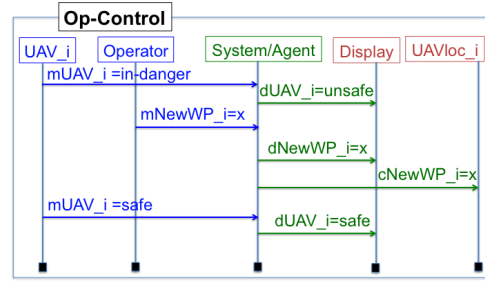 Op-Control
UAV_i Operator System/Agent Display UAVloc_i
mUAV_i =in-danger
dUAV_i=unsafe
mNewWP_i=x
dNewWP_i=x
cNewWP_i=x
mUAV_i =safe
dUAV_i=safe